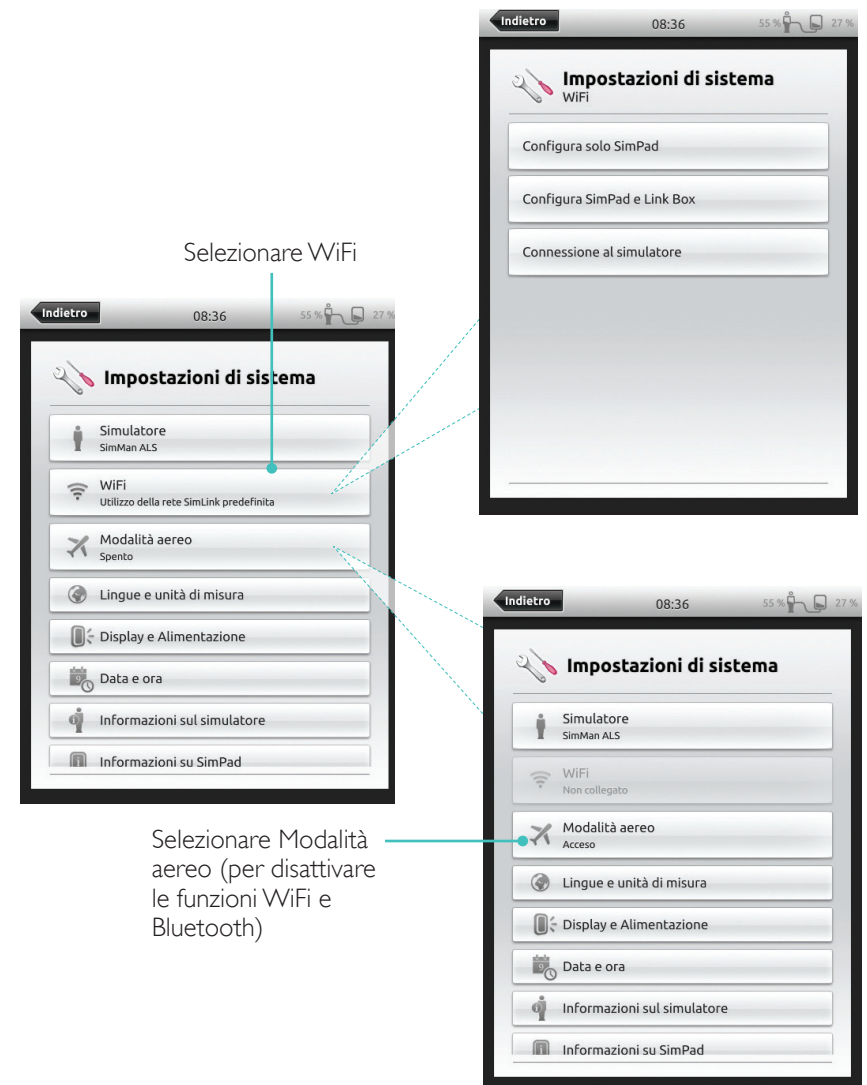 Indietro 08:36 55 % 27 %
Impostazioni di sistema
WiFi
Configura solo SimPad
Configura SimPad e Link Box
Connessione al simulatore
Selezionare WiFi
Indietro 08:36 55 % 27 %
Impostazioni di sistema
Simulatore
SimMan ALS
WiFi
Utilizzo della rete SimLink predefinita
Modalità aereo
Spento
Lingue e unità di misura
Display e Alimentazione
Data e ora
Informazioni sul simulatore
Informazioni su SimPad
Selezionare Modalità
aereo (per disattivare
le funzioni WiFi e
Bluetooth)
Indietro 08:36 55 % 27 %
Impostazioni di sistema
Simulatore
SimMan ALS
WiFi
Non collegato
Modalità aereo
Acceso
Lingue e unità di misura
Display e Alimentazione
Data e ora
Informazioni sul simulatore
Informazioni su SimPad